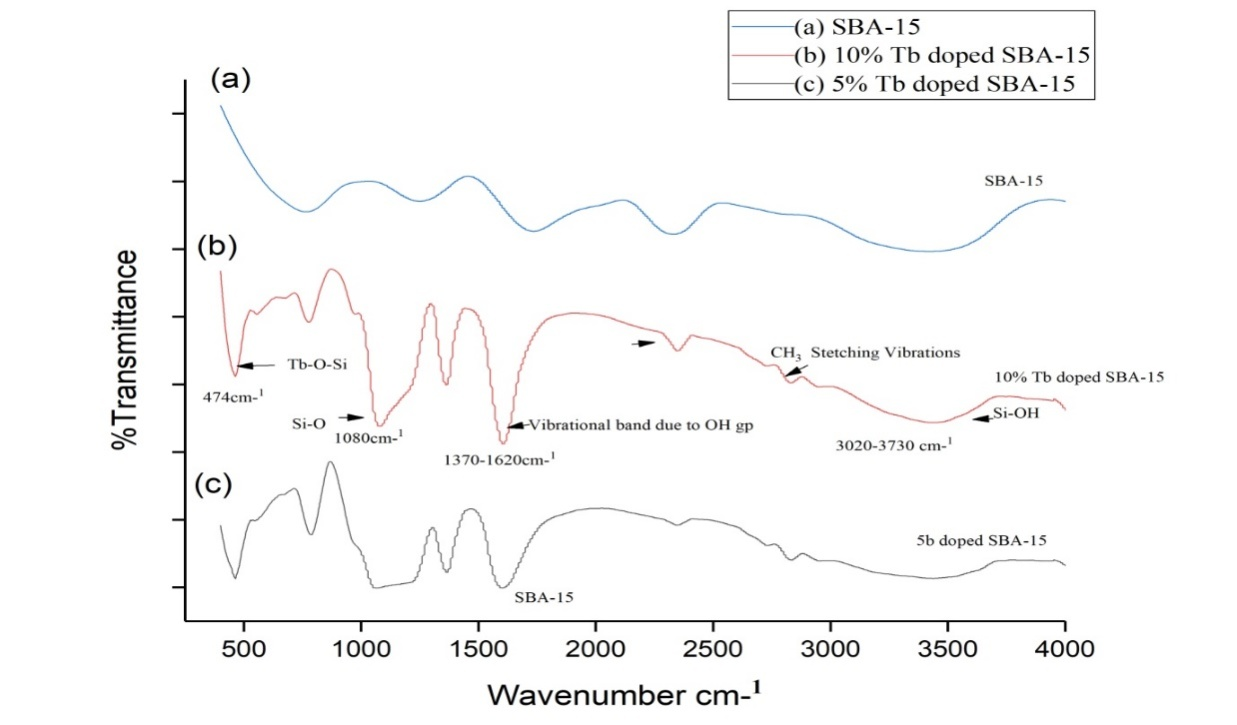 (a) SBA-15
(b) 10% Tb doped SBA-15
(c) 5% Tb doped SBA-15
(a)
SBA-15
(b)
%Transmittance
CH3 Stetching Vibrations
Tb-O-Si
10% Tb doped SBA-15
474cm-1
Si-OH
Si-O
Vibrational band due to OH gp
1080cm-1
3020-3730 cm-1
1370-1620cm-1
(c)
5b doped SBA-15
SBA-15
500 1000 1500 2000 2500 3000 3500 4000
Wavenumber cm-1